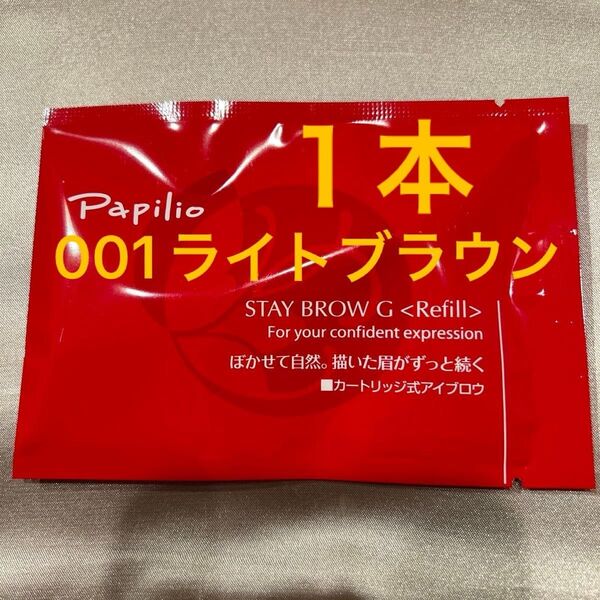 1本
Papilio
001ライトブラウン
STAY BROW G <Refill>
For your confident expression
ぼかせて自然。描いた眉がずっと続く
■カートリッジ式アイブロウ